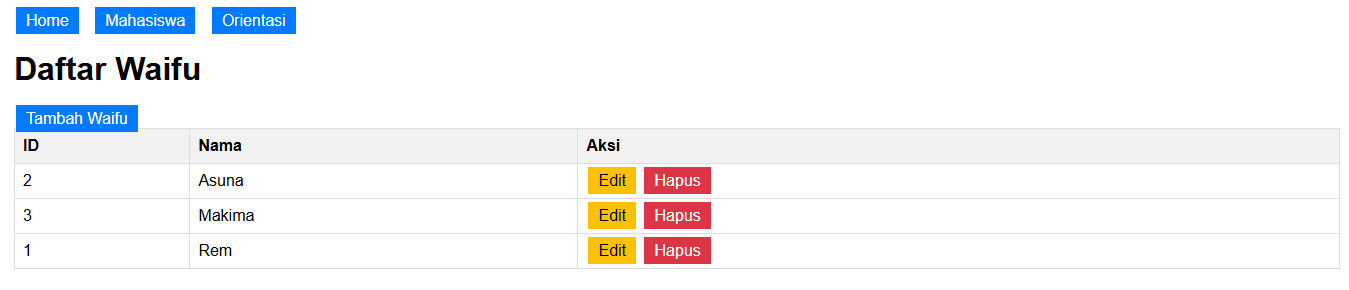 Home Mahasiswa Orientasi
Daftar Waifu
Tambah Waifu
ID Nama Aksi
2 Asuna Edit Hapus
3 Makima Edit Hapus
1 Rem Edit Hapus